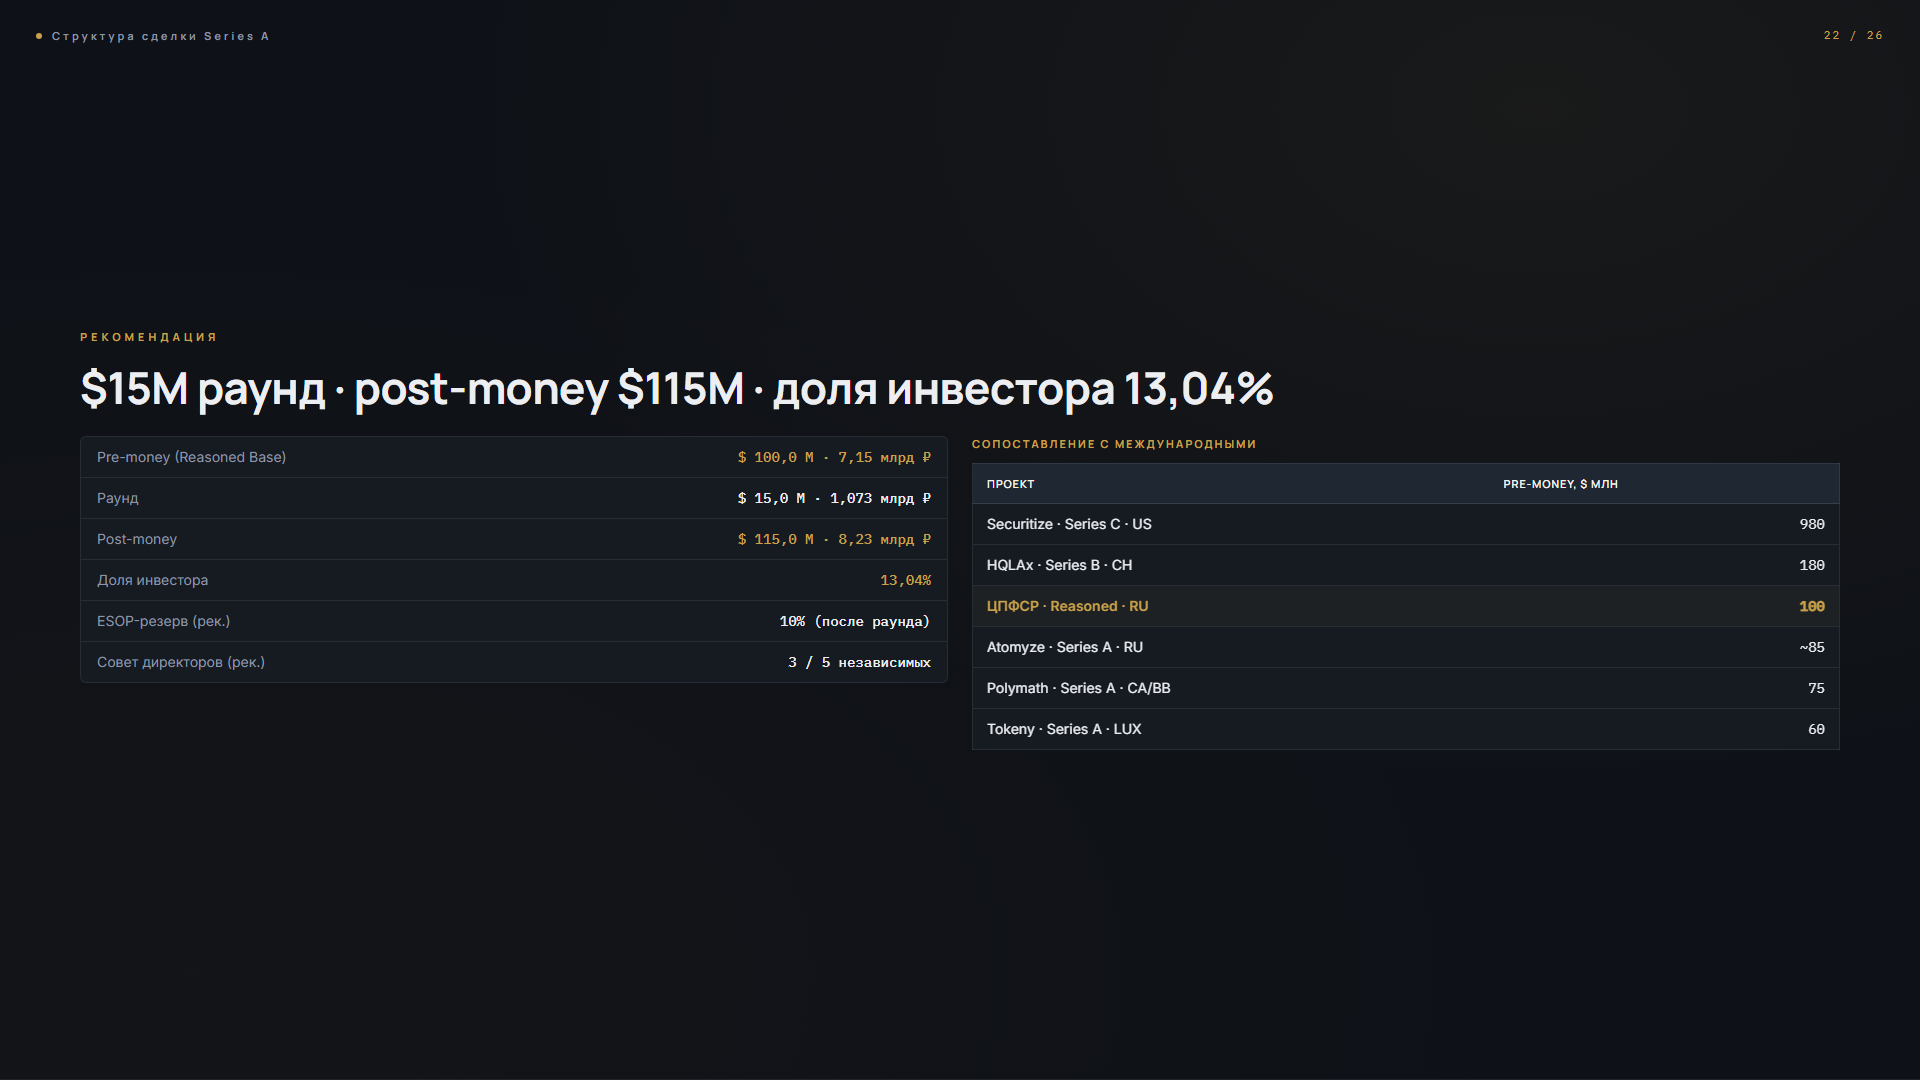 Структура сделки Series A
22 / 26
РЕКОМЕНДАЦИЯ
$15M раунд · post-money $115M · доля инвестора 13,04%
Pre-money (Reasoned Base) $ 100,0 M · 7,15 млрд ₽
Раунд $ 15,0 M · 1,073 млрд ₽
Post-money $ 115,0 M · 8,23 млрд ₽
Доля инвестора 13,04%
ESOP-резерв (рек.) 10% (после раунда)
Совет директоров (рек.) 3 / 5 независимых
СОПОСТАВЛЕНИЕ С МЕЖДУНАРОДНЫМИ
ПРОЕКТ PRE-MONEY, $ МЛН
Securitize · Series C · US 980
HQLAx · Series B · CH 180
ЦПФСР · Reasoned · RU 100
Atomyze · Series A · RU ~85
Polymath · Series A · CA/BB 75
Tokeny · Series A · LUX 60